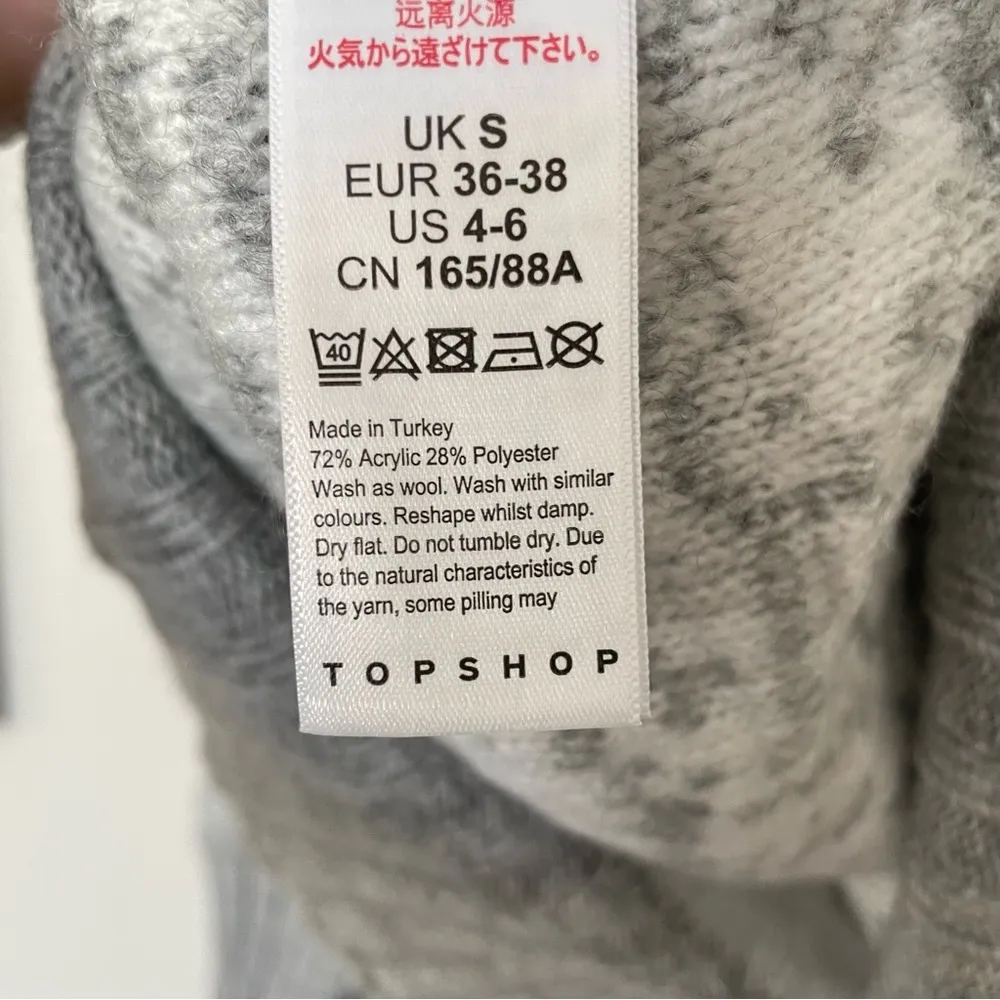 远离火源
火気から遠ざけて下さい。
UK S
EUR 36-38
US 4-6
CN 165/88A
40
Made in Turkey
72% Acrylic 28% Polyester
Wash as wool. Wash with similar
colours. Reshape whilst damp.
Dry flat. Do not tumble dry. Due
to the natural characteristics of
the yarn, some pilling may
TOPSHOP